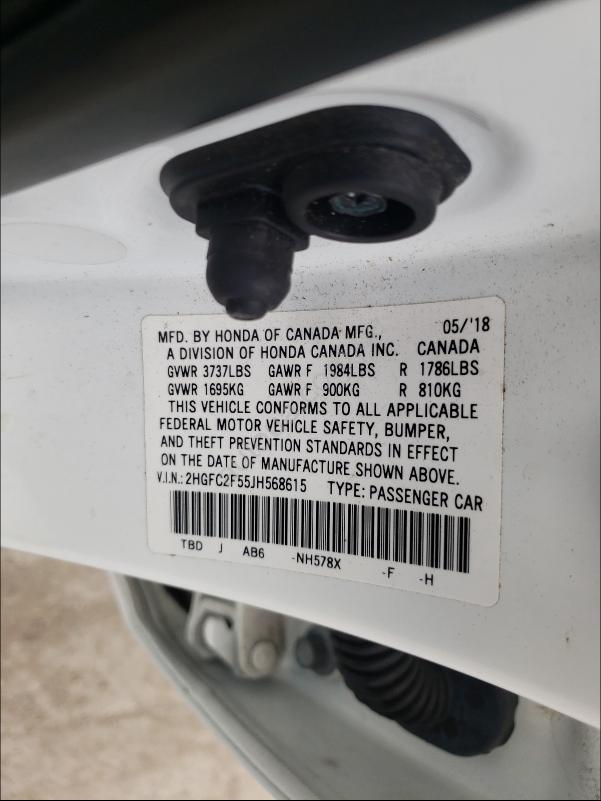 MFD. BY HONDA OF CANADA MFG., 05/'18
A DIVISION OF HONDA CANADA INC. CANADA
GVWR 3737LBS GAWR F 1984LBS R 1786LBS
GVWR 1695KG GAWR F 900KG R 810KG
THIS VEHICLE CONFORMS TO ALL APPLICABLE
FEDERAL MOTOR VEHICLE SAFETY, BUMPER,
AND THEFT PREVENTION STANDARDS IN EFFECT
ON THE DATE OF MANUFACTURE SHOWN ABOVE.
V.I.N.: 2HGFC2F55JH568615 TYPE: PASSENGER CAR
TBD J AB6 -NH578X -F -H